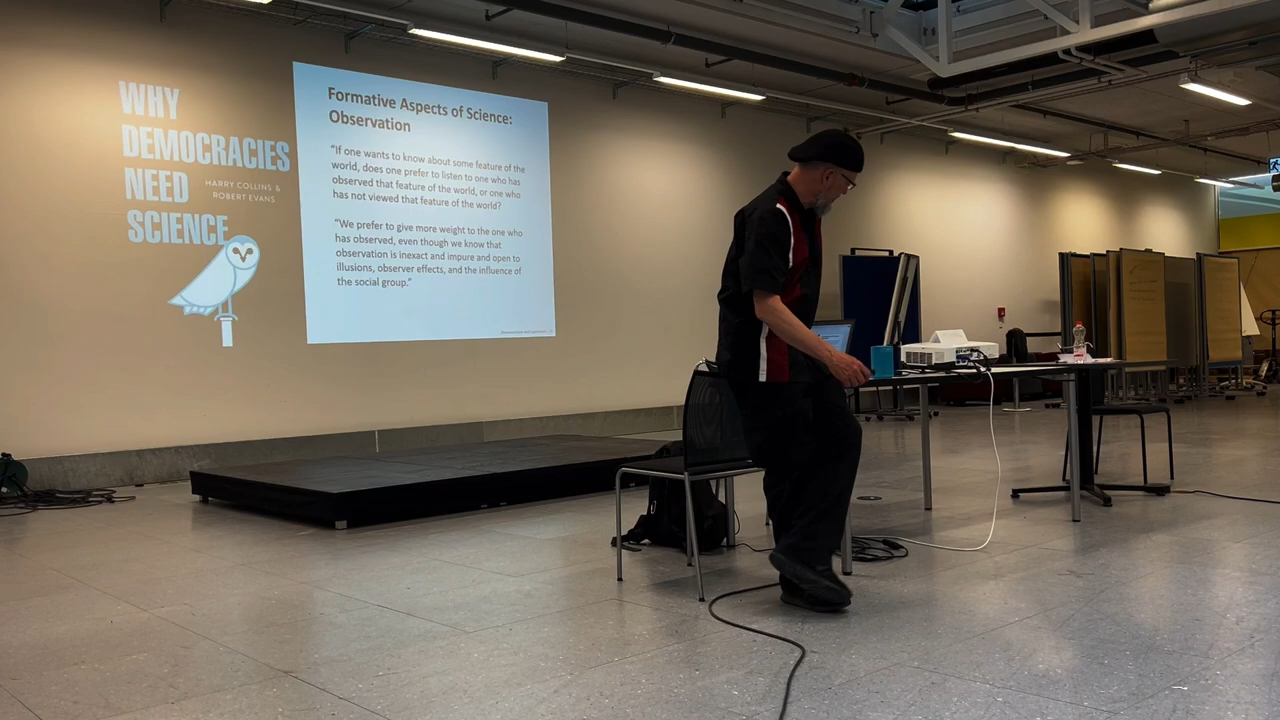 WHY
DEMOCRACIES
NEED
SCIENCE
HARRY COLLINS &
ROBERT EVANS
Formative Aspects of Science:
Observation
“If one wants to know about some feature of the
world, does one prefer to listen to one who has
observed that feature of the world, or one who
has not viewed that feature of the world?
“We prefer to give more weight to the one who
has observed, even though we know that
observation is inexact and impure and open to
illusions, observer effects, and the influence of
the social group.”